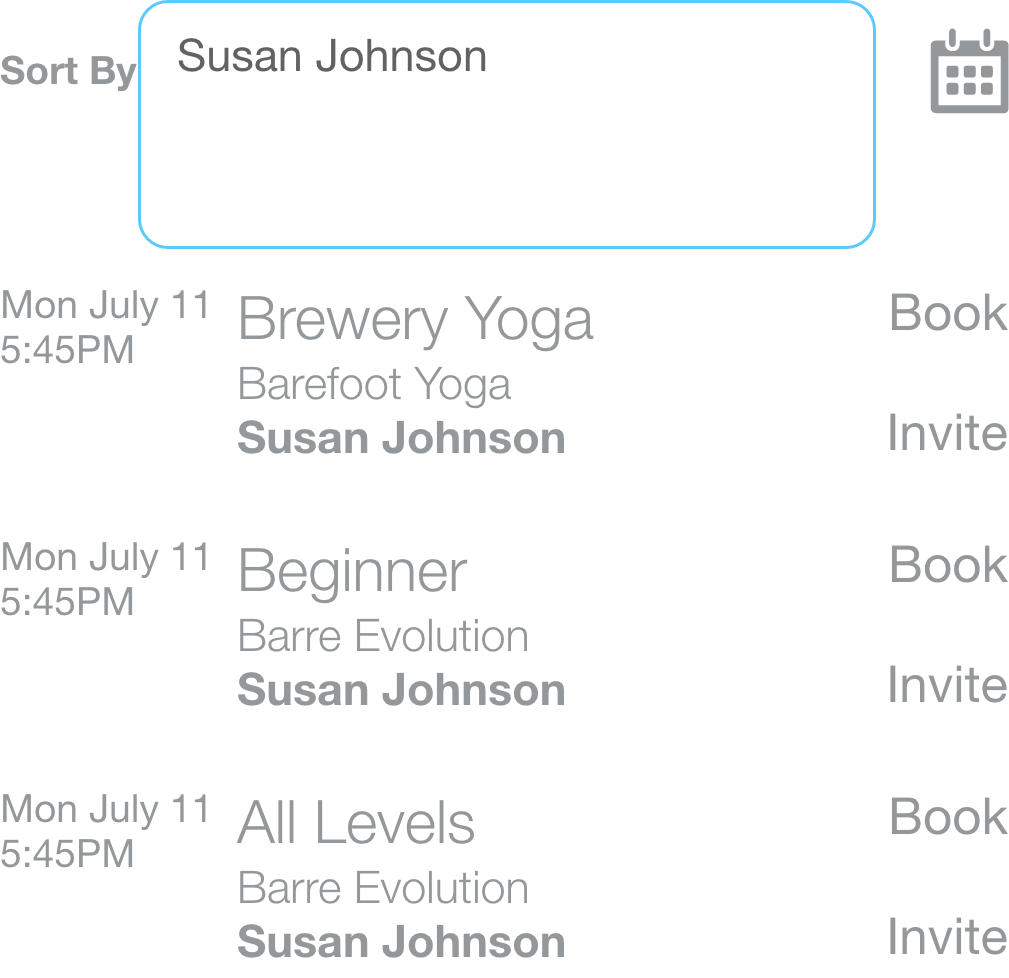 Sort By
Susan Johnson
Mon July 11
5:45PM
Brewery Yoga
Barefoot Yoga
Susan Johnson
Book
Invite
Mon July 11
5:45PM
Beginner
Barre Evolution
Susan Johnson
Book
Invite
Mon July 11
5:45PM
All Levels
Barre Evolution
Susan Johnson
Book
Invite